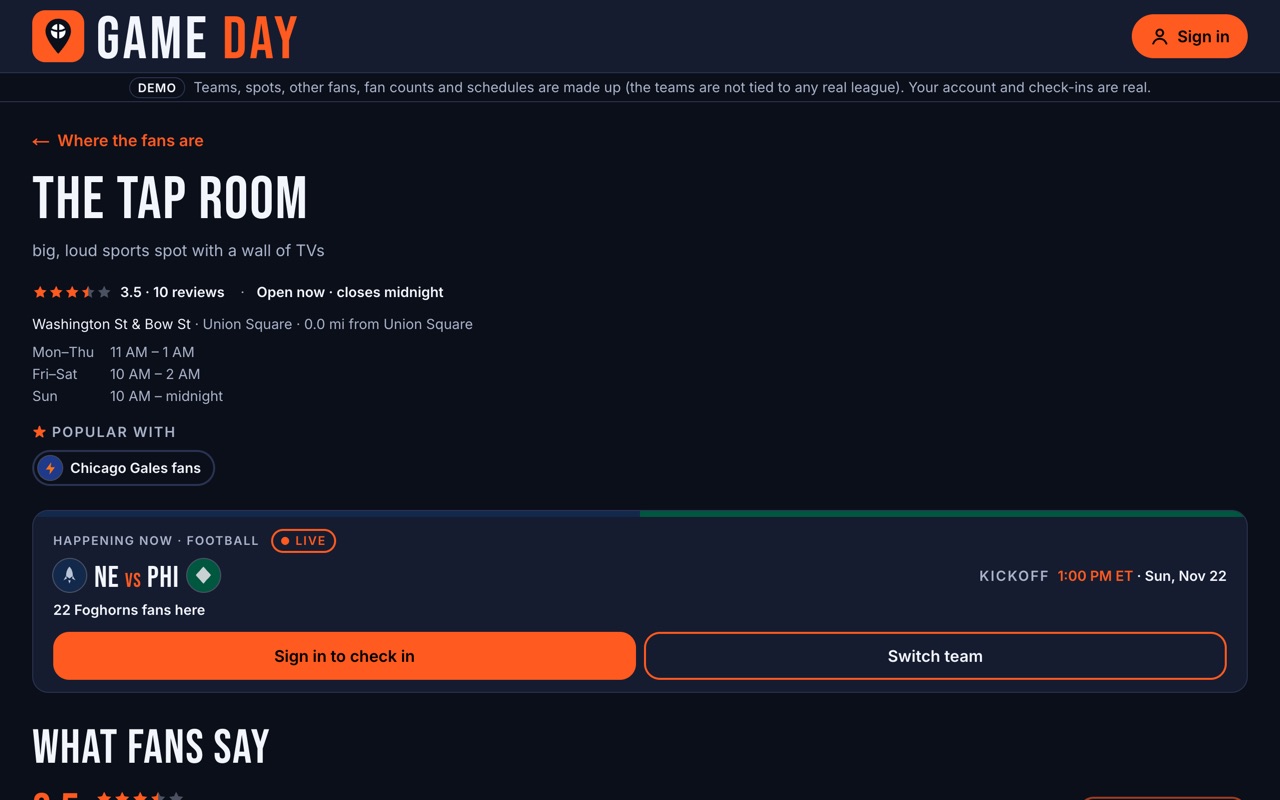 GAME DAY
Sign in
DEMO Teams, spots, other fans, fan counts and schedules are made up (the teams are not tied to any real league). Your account and check-ins are real.
← Where the fans are
THE TAP ROOM
big, loud sports spot with a wall of TVs
3.5 · 10 reviews · Open now · closes midnight
Washington St & Bow St · Union Square · 0.0 mi from Union Square
Mon–Thu 11 AM – 1 AM
Fri–Sat 10 AM – 2 AM
Sun 10 AM – midnight
POPULAR WITH
Chicago Gales fans
HAPPENING NOW · FOOTBALL LIVE
NE VS PHI
KICKOFF 1:00 PM ET · Sun, Nov 22
22 Foghorns fans here
Sign in to check in
Switch team
WHAT FANS SAY